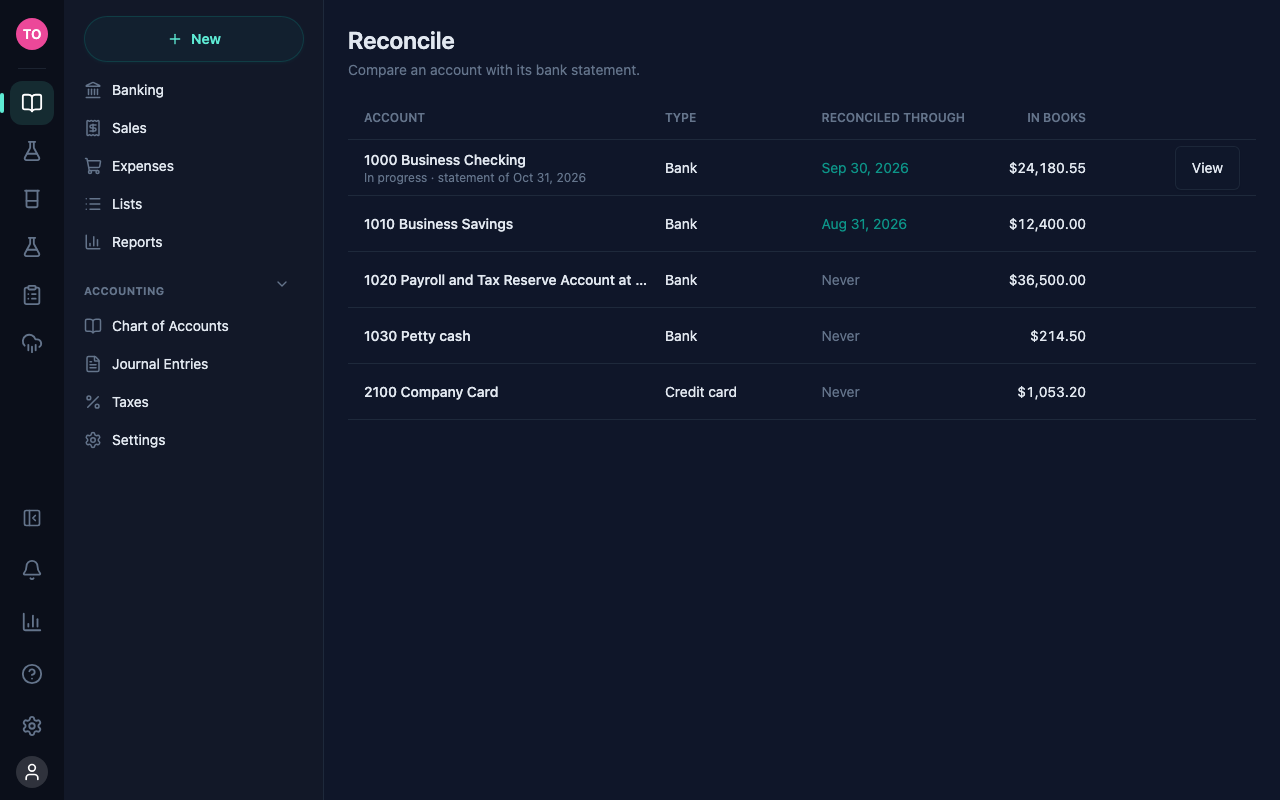 TO
New
Banking
Sales
Expenses
Lists
Reports
ACCOUNTING
Chart of Accounts
Journal Entries
Taxes
Settings
Reconcile
Compare an account with its bank statement.
ACCOUNT TYPE RECONCILED THROUGH IN BOOKS
1000 Business Checking
In progress · statement of Oct 31, 2026
Bank Sep 30, 2026 $24,180.55 View
1010 Business Savings Bank Aug 31, 2026 $12,400.00
1020 Payroll and Tax Reserve Account at ... Bank Never $36,500.00
1030 Petty cash Bank Never $214.50
2100 Company Card Credit card Never $1,053.20